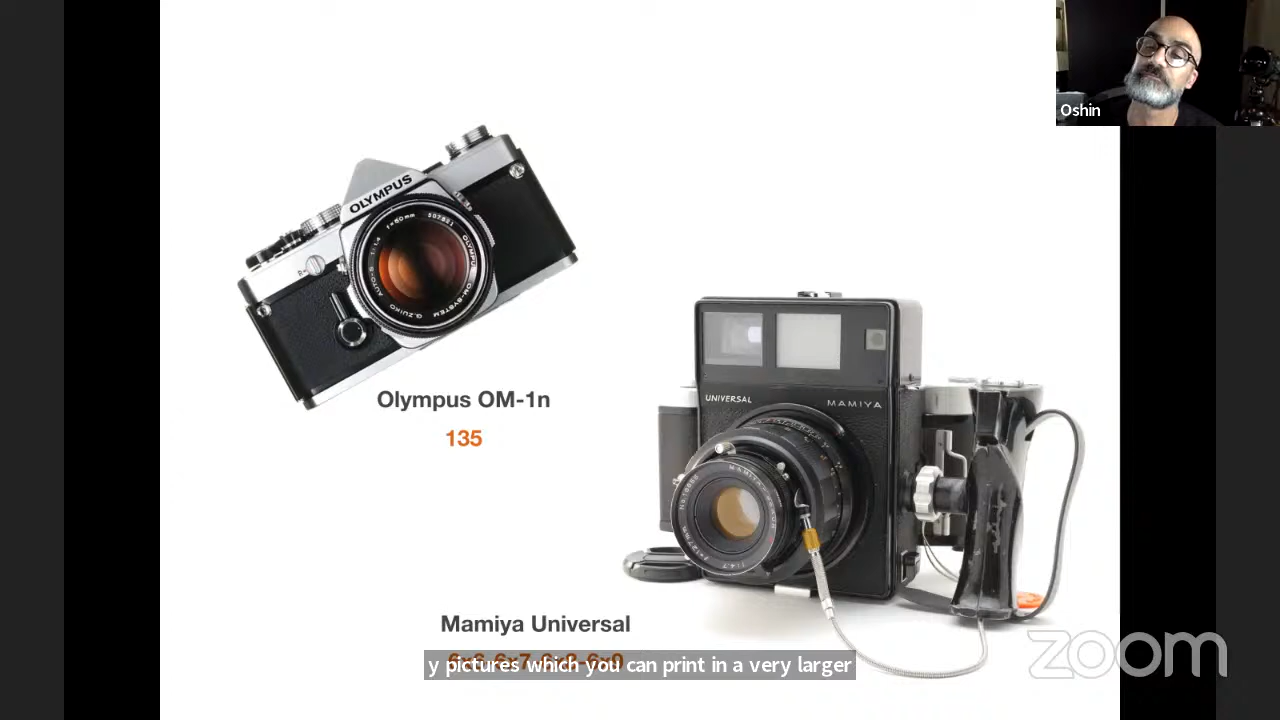 Oshin
OLYMPUS
Olympus OM-1n
135
UNIVERSAL MAMIYA
Mamiya Universal
y pictures which you can print in a very larger
zoom